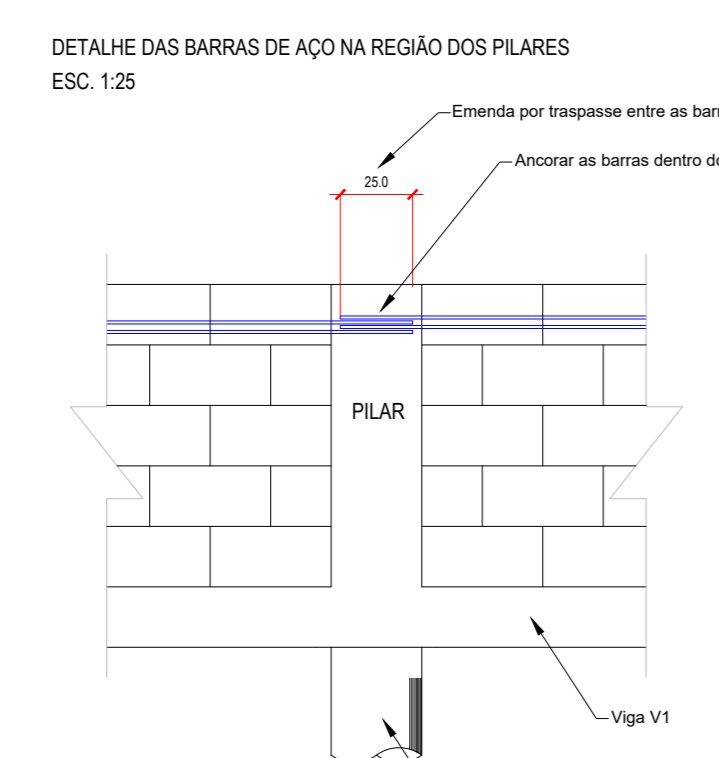 DETALHE DAS BARRAS DE AÇO NA REGIÃO DOS PILARES
ESC. 1:25
Emenda por traspasse entre as
Ancorar as barras dentro
25.0
PILAR
Viga V1